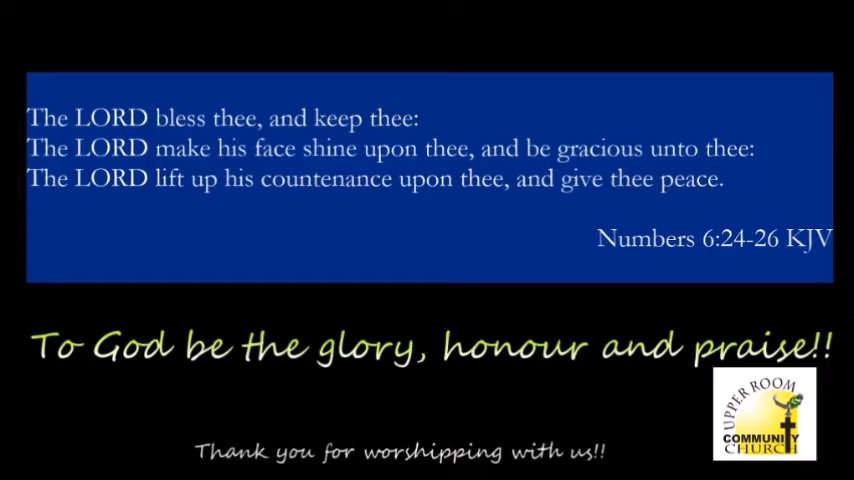 The LORD bless thee, and keep thee:
The LORD make his face shine upon thee, and be gracious unto thee:
The LORD lift up his countenance upon thee, and give thee peace.
Numbers 6:24-26 KJV
To God be the glory, honour and praise!!
UPPER ROOM
COMMUNITY
CHURCH
Thank you for worshipping with us!!